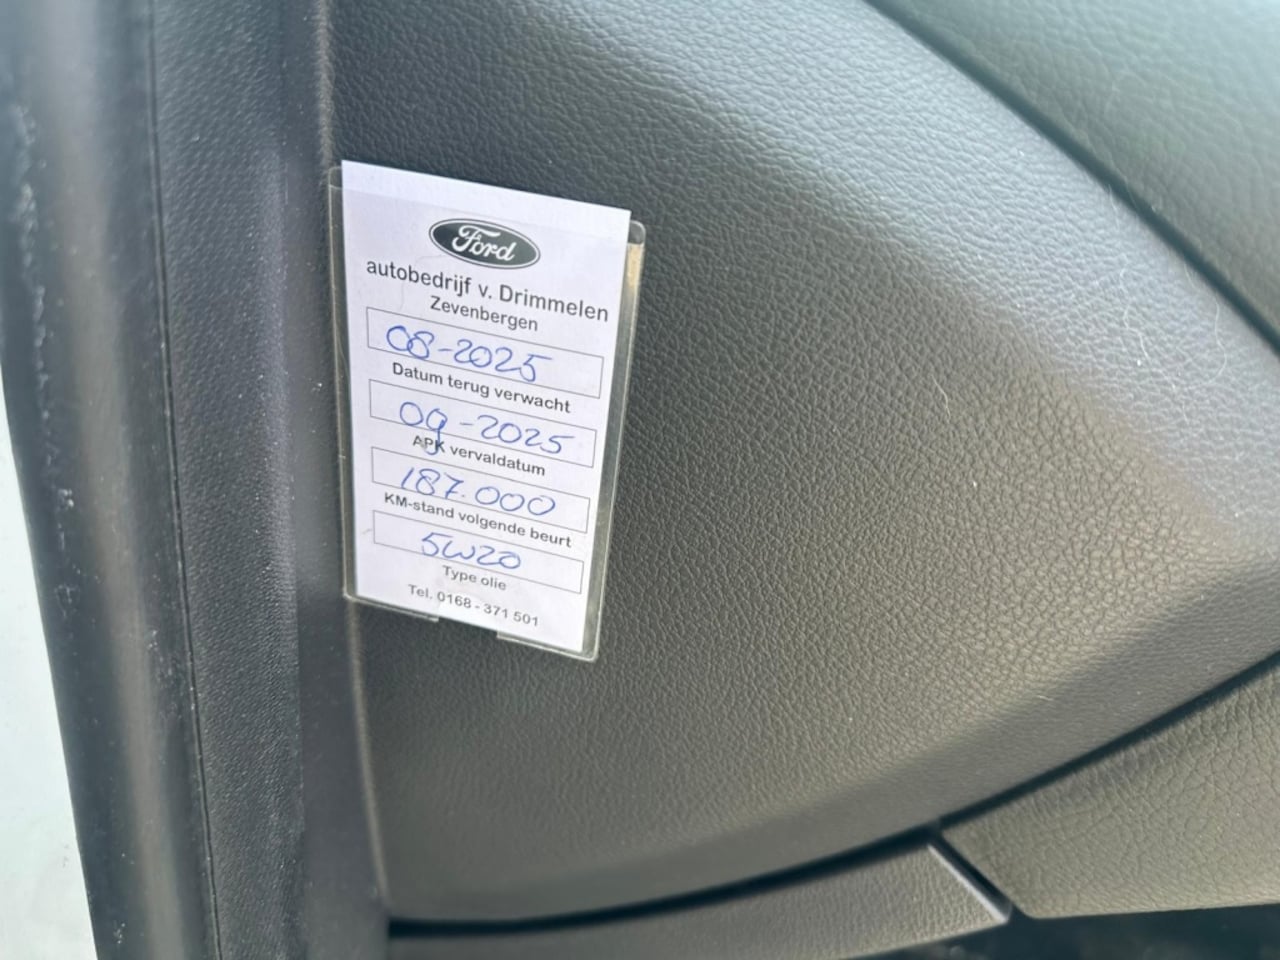 Ford
autobedrijf v. Drimmelen
Zevenbergen
08-2025
Datum terug verwacht
09-2025
APK vervaldatum
187.000
KM-stand volgende beurt
5W20
Type olie
Tel. 0168 - 371 501